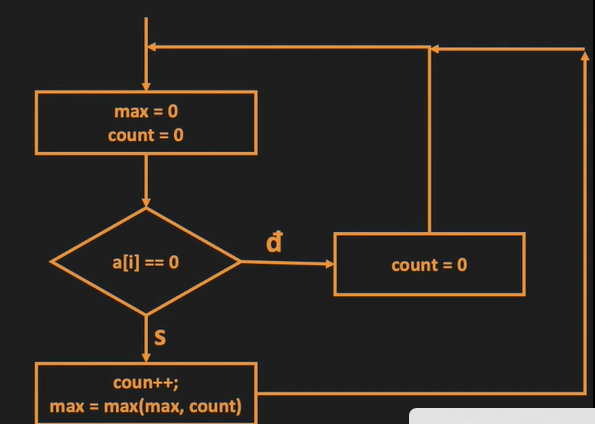 max = 0
count = 0
a[i] == 0
đ
count = 0
S
coun++;
max = max(max, count)